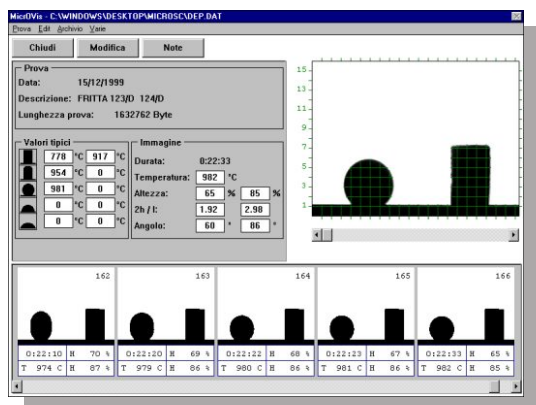 MicrOVis - C:\WINDOWS\DESKTOP\MICROSC\DEP.DAT
Prova Edit Archivio Varie
Chiudi Modifica Note
Prova
Data: 15/12/1999
Descrizione: FRITTA 123/D 124/D
Lunghezza prova: 1632762 Byte
Valori tipici
778 °C 917 °C
954 °C 0 °C
981 °C 0 °C
0 °C 0 °C
0 °C 0 °C
Immagine
Durata: 0:22:33
Temperatura: 982 °C
Altezza: 65 % 85 %
2h / l: 1.92 2.98
Angolo: 60 ° 86 °
15
13
11
9
7
5
3
1
162 163 164 165 166
0:22:10 H 70 % 0:22:20 H 69 % 0:22:22 H 68 % 0:22:23 H 67 % 0:22:33 H 65 %
T 974 C H 87 % T 979 C H 86 % T 980 C H 86 % T 981 C H 86 % T 982 C H 85 %